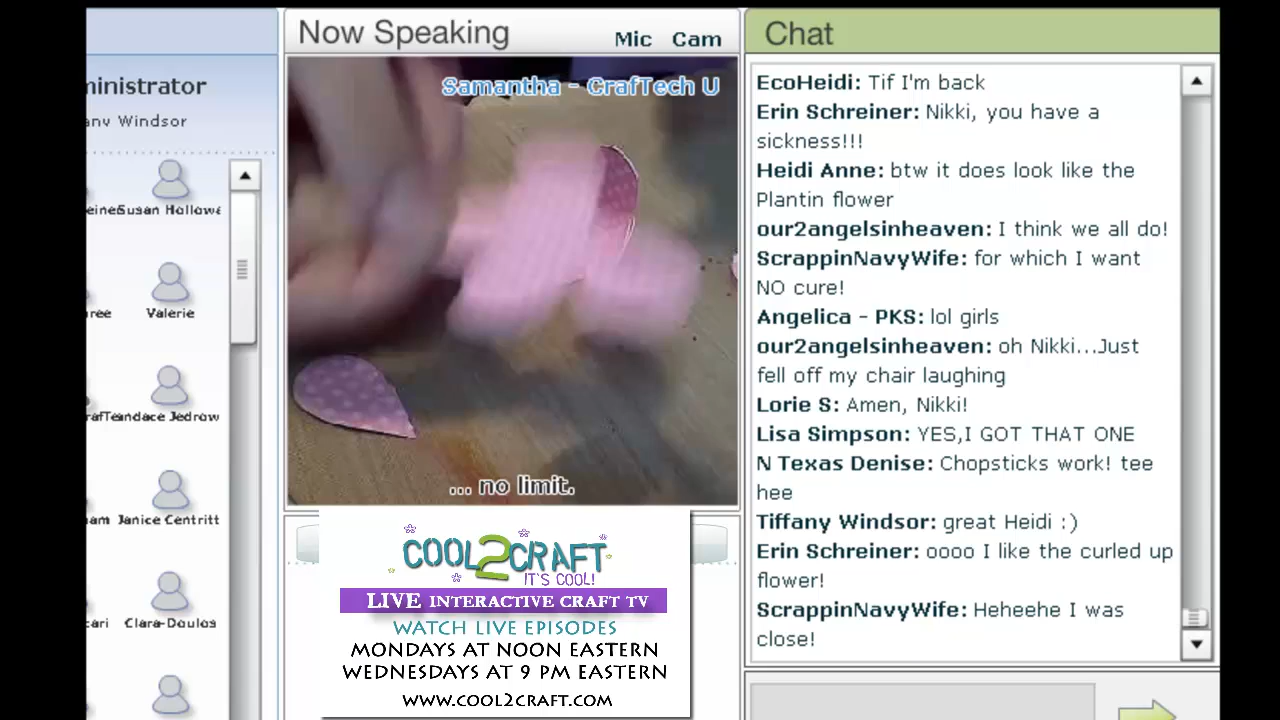 ministrator
any Windsor
Susan Hollowa
ree
Valerie
Candace Jedrow
am
Janice Centritt
cari
Clara-Doulos
Now Speaking
Mic Cam
Samantha - CrafTech U
... no limit.
COOL2CRAFT
IT'S COOL!
LIVE INTERACTIVE CRAFT TV
WATCH LIVE EPISODES
MONDAYS AT NOON EASTERN
WEDNESDAYS AT 9 PM EASTERN
WWW.COOL2CRAFT.COM
Chat
EcoHeidi: Tif I'm back
Erin Schreiner: Nikki, you have a
sickness!!!
Heidi Anne: btw it does look like the
Plantin flower
our2angelsinheaven: I think we all do!
ScrappinNavyWife: for which I want
NO cure!
Angelica - PKS: lol girls
our2angelsinheaven: oh Nikki...Just
fell off my chair laughing
Lorie S: Amen, Nikki!
Lisa Simpson: YES,I GOT THAT ONE
N Texas Denise: Chopsticks work! tee
hee
Tiffany Windsor: great Heidi :)
Erin Schreiner: oooo I like the curled up
flower!
ScrappinNavyWife: Heheehe I was
close!